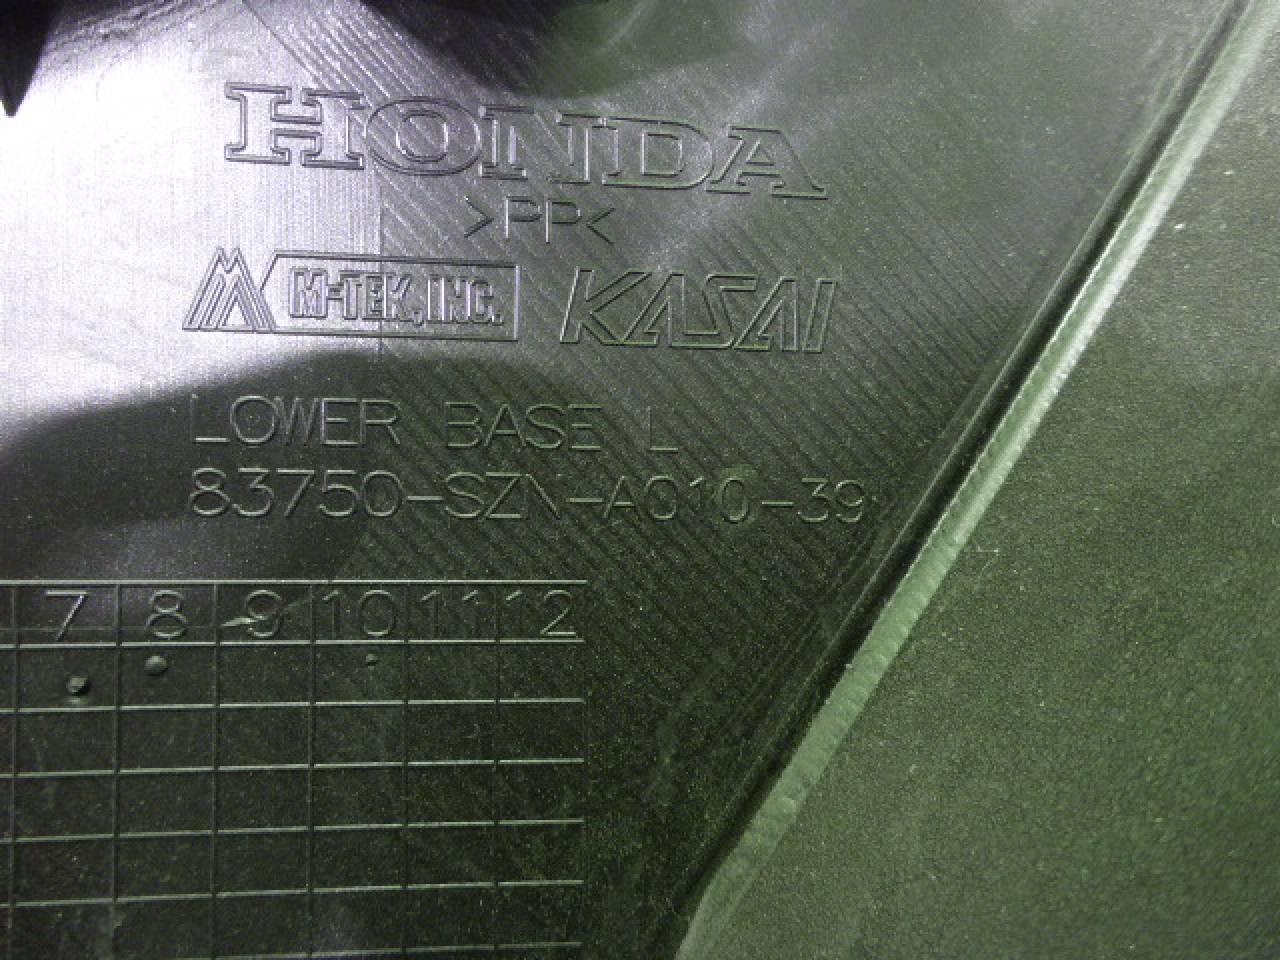 HONDA
>PP<
M-TEK, INC. KASAI
LOWER BASE L
83750-SZN-A010-39
7 8 9 10 11 12